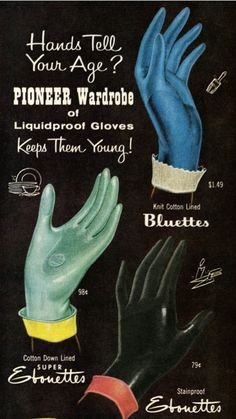 Hands Tell
Your Age?
PIONEER Wardrobe
of
Liquidproof Gloves
Keeps Them Young!
$1.49
Knit Cotton Lined
Bluettes
98¢
Cotton Down Lined
SUPER
Ebonettes
79¢
Stainproof
Ebonettes